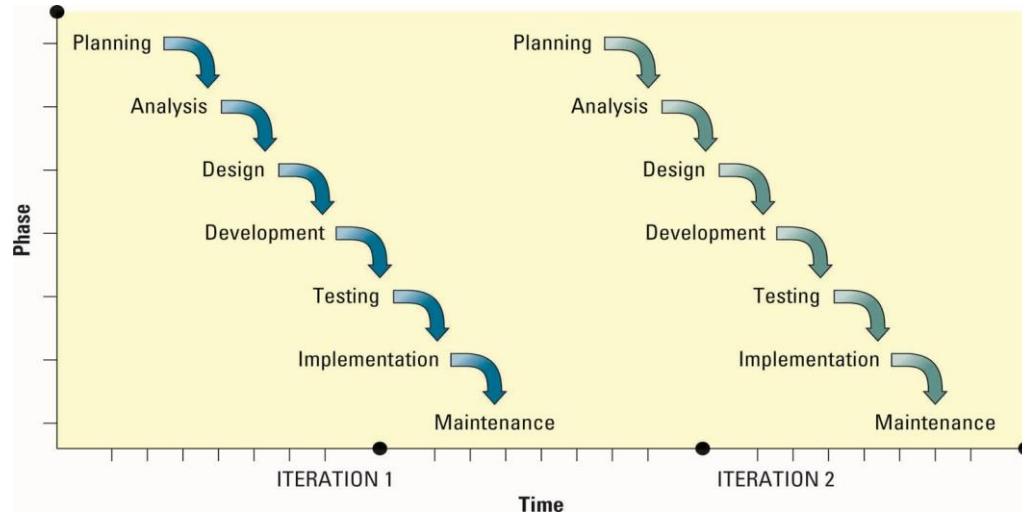 Planning
Analysis
Design
Development
Testing
Implementation
Maintenance
Planning
Analysis
Design
Development
Testing
Implementation
Maintenance
Phase
ITERATION 1
ITERATION 2
Time